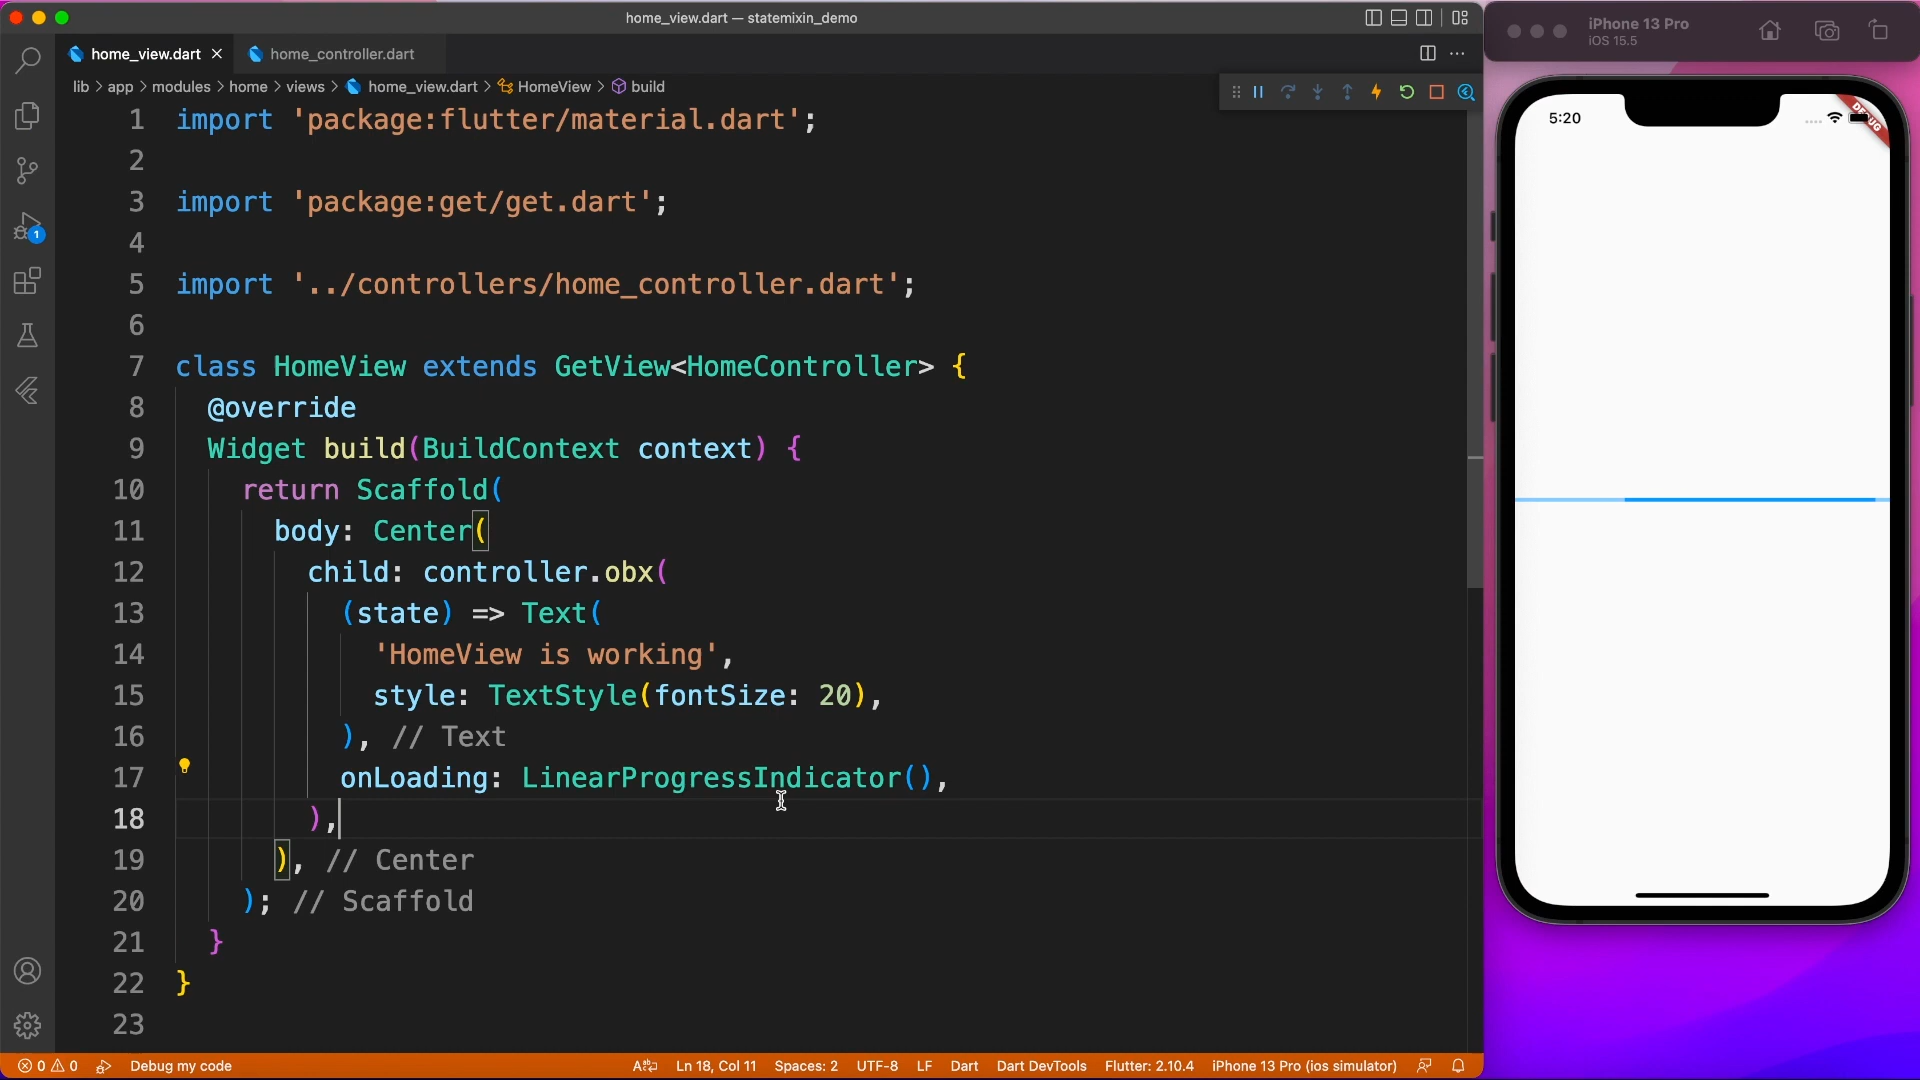 home_view.dart — statemixin_demo
home_view.dart
home_controller.dart
lib > app > modules > home > views > home_view.dart > HomeView > build
1 import 'package:flutter/material.dart';
2
3 import 'package:get/get.dart';
4
5 import '../controllers/home_controller.dart';
6
7 class HomeView extends GetView<HomeController> {
8 @override
9 Widget build(BuildContext context) {
10 return Scaffold(
11 body: Center(
12 child: controller.obx(
13 (state) => Text(
14 'HomeView is working',
15 style: TextStyle(fontSize: 20),
16 ), // Text
17 onLoading: LinearProgressIndicator(),
18 ),
19 ), // Center
20 ); // Scaffold
21 }
22 }
23
1
0 0 Debug my code Ln 18, Col 11 Spaces: 2 UTF-8 LF Dart Dart DevTools Flutter: 2.10.4 iPhone 13 Pro (ios simulator)
iPhone 13 Pro
iOS 15.5
5:20
DEBUG